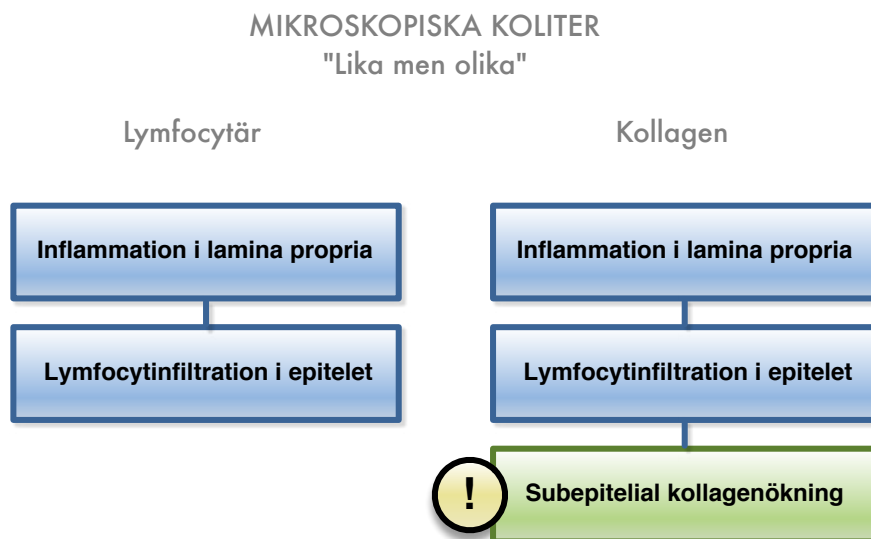 MIKROSKOPISKA KOLITER
"Lika men olika"
Lymfocytär
Kollagen
Inflammation i lamina propria
Inflammation i lamina propria
Lymfocytinfiltration i epitelet
Lymfocytinfiltration i epitelet
!
Subepitelial kollagenökning